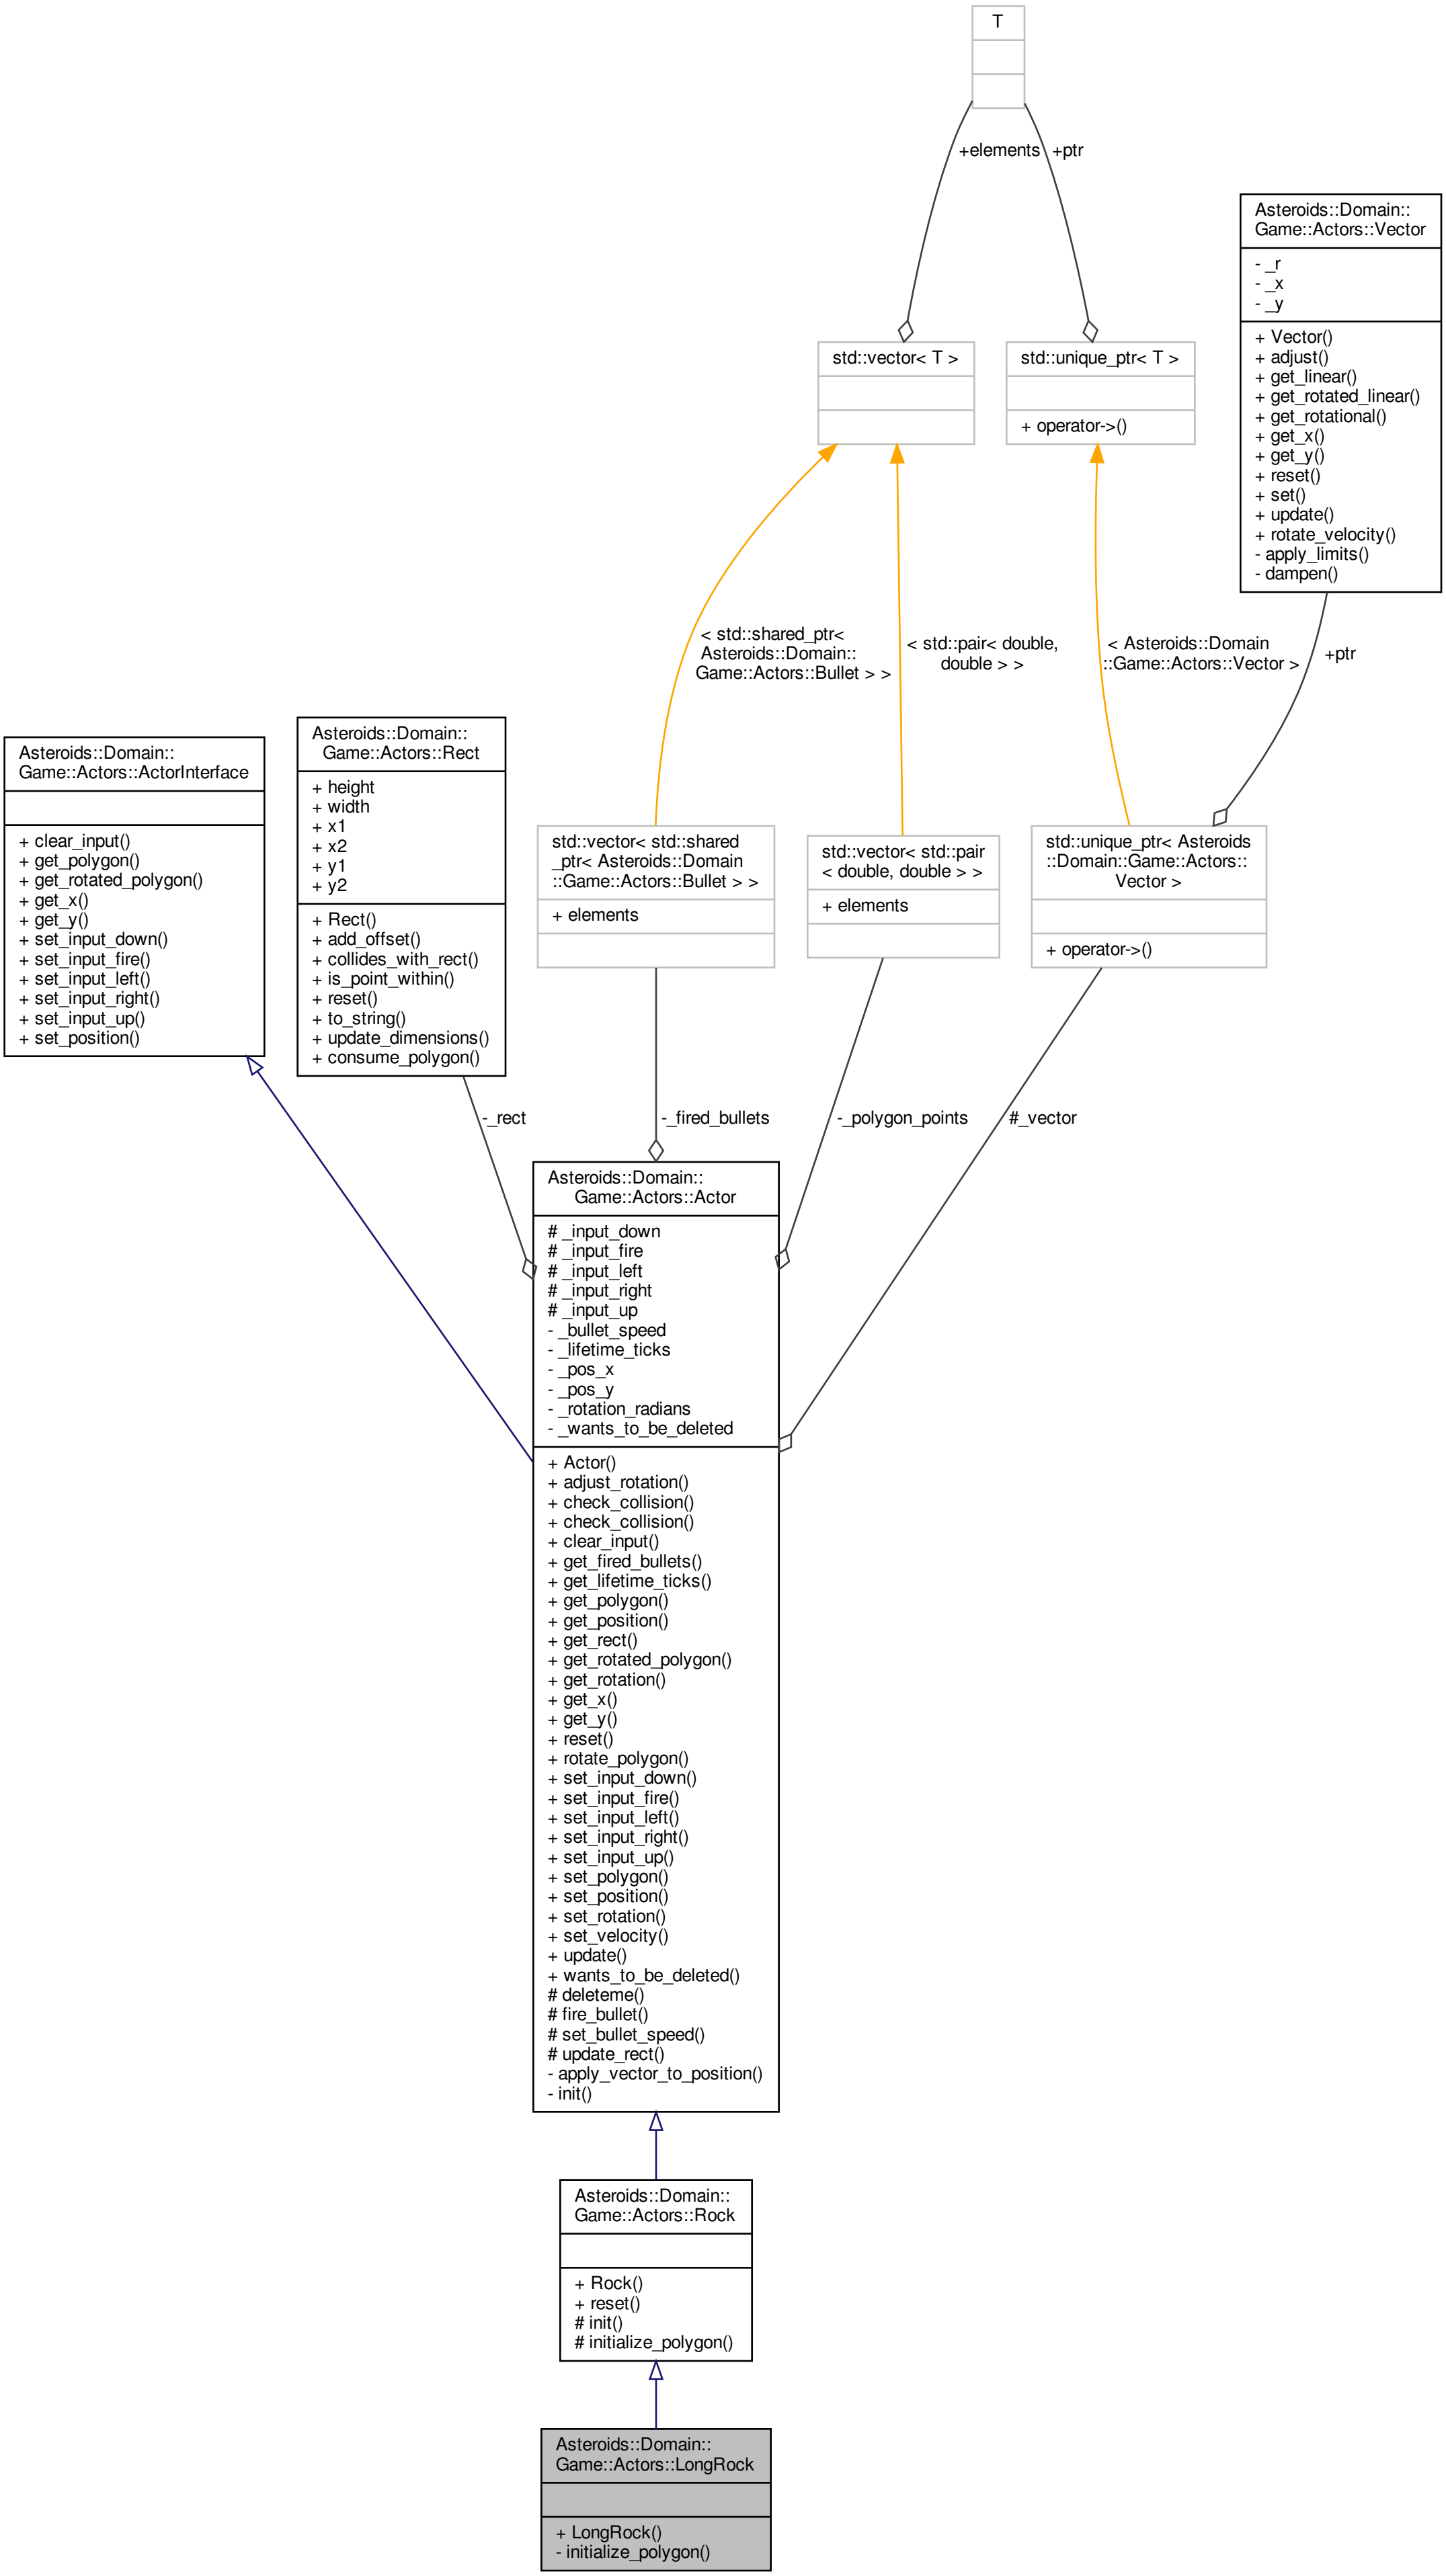 T
+elements
+ptr
Asteroids::Domain::
Game::Actors::Vector
- _r
- _x
- _y
+ Vector()
+ adjust()
+ get_linear()
+ get_rotated_linear()
+ get_rotational()
+ get_x()
+ get_y()
+ reset()
+ set()
+ update()
+ rotate_velocity()
- apply_limits()
- dampen()
std::vector< T >
std::unique_ptr< T >
+ operator->()
< std::shared_ptr<
Asteroids::Domain::
Game::Actors::Bullet > >
< std::pair< double,
double > >
< Asteroids::Domain
::Game::Actors::Vector >
+ptr
Asteroids::Domain::
Game::Actors::ActorInterface
+ clear_input()
+ get_polygon()
+ get_rotated_polygon()
+ get_x()
+ get_y()
+ set_input_down()
+ set_input_fire()
+ set_input_left()
+ set_input_right()
+ set_input_up()
+ set_position()
Asteroids::Domain::
Game::Actors::Rect
+ height
+ width
+ x1
+ x2
+ y1
+ y2
+ Rect()
+ add_offset()
+ collides_with_rect()
+ is_point_within()
+ reset()
+ to_string()
+ update_dimensions()
+ consume_polygon()
std::vector< std::shared
_ptr< Asteroids::Domain
::Game::Actors::Bullet > >
+ elements
std::vector< std::pair
< double, double > >
+ elements
std::unique_ptr< Asteroids
::Domain::Game::Actors::
Vector >
+ operator->()
-_rect
-_fired_bullets
-_polygon_points
#_vector
Asteroids::Domain::
Game::Actors::Actor
# _input_down
# _input_fire
# _input_left
# _input_right
# _input_up
- _bullet_speed
- _lifetime_ticks
- _pos_x
- _pos_y
- _rotation_radians
- _wants_to_be_deleted
+ Actor()
+ adjust_rotation()
+ check_collision()
+ check_collision()
+ clear_input()
+ get_fired_bullets()
+ get_lifetime_ticks()
+ get_polygon()
+ get_position()
+ get_rect()
+ get_rotated_polygon()
+ get_rotation()
+ get_x()
+ get_y()
+ reset()
+ rotate_polygon()
+ set_input_down()
+ set_input_fire()
+ set_input_left()
+ set_input_right()
+ set_input_up()
+ set_polygon()
+ set_position()
+ set_rotation()
+ set_velocity()
+ update()
+ wants_to_be_deleted()
# deleteme()
# fire_bullet()
# set_bullet_speed()
# update_rect()
- apply_vector_to_position()
- init()
Asteroids::Domain::
Game::Actors::Rock
+ Rock()
+ reset()
# init()
# initialize_polygon()
Asteroids::Domain::
Game::Actors::LongRock
+ LongRock()
- initialize_polygon()